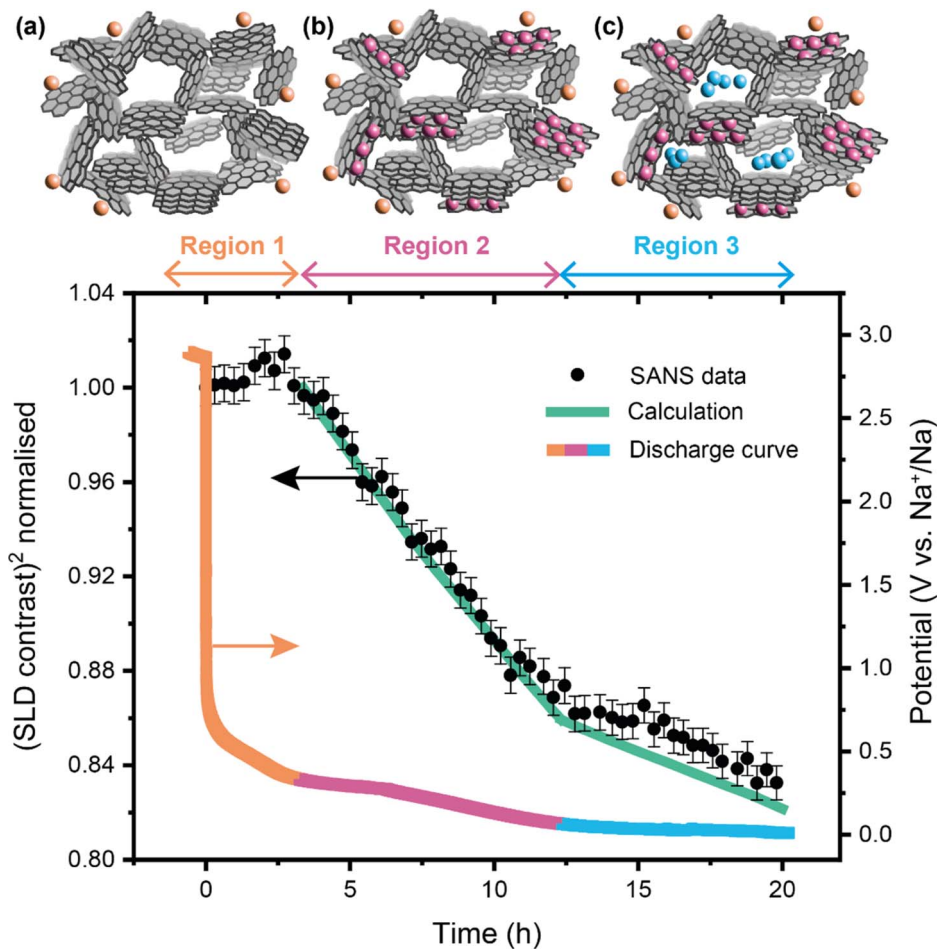 (a) (b) (c)
Region 1 Region 2 Region 3
1.04
1.00
0.96
0.92
0.88
0.84
0.80
(SLD contrast)² normalised
SANS data
Calculation
Discharge curve
3.0
2.5
2.0
1.5
1.0
0.5
0.0
Potential (V vs. Na⁺/Na)
0 5 10 15 20
Time (h)